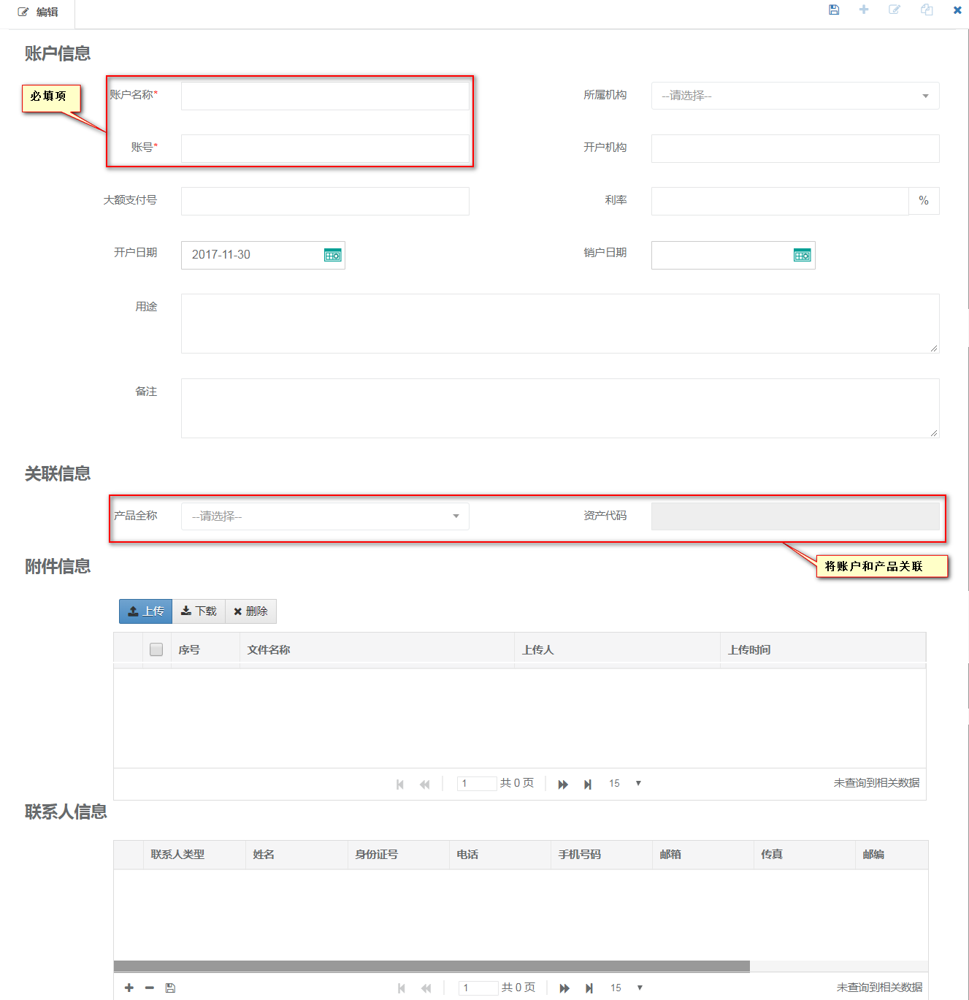 编辑
账户信息
必填项
账户名称*
所属机构
--请选择--
账号*
开户机构
大额支付号
利率
%
开户日期
2017-11-30
销户日期
用途
备注
关联信息
产品全称
--请选择--
资产代码
将账户和产品关联
附件信息
上传 下载 删除
序号 文件名称 上传人 上传时间
1 共 0 页 15 未查询到相关数据
联系人信息
联系人类型 姓名 身份证号 电话 手机号码 邮箱 传真 邮编
1 共 0 页 15 未查询到相关数据